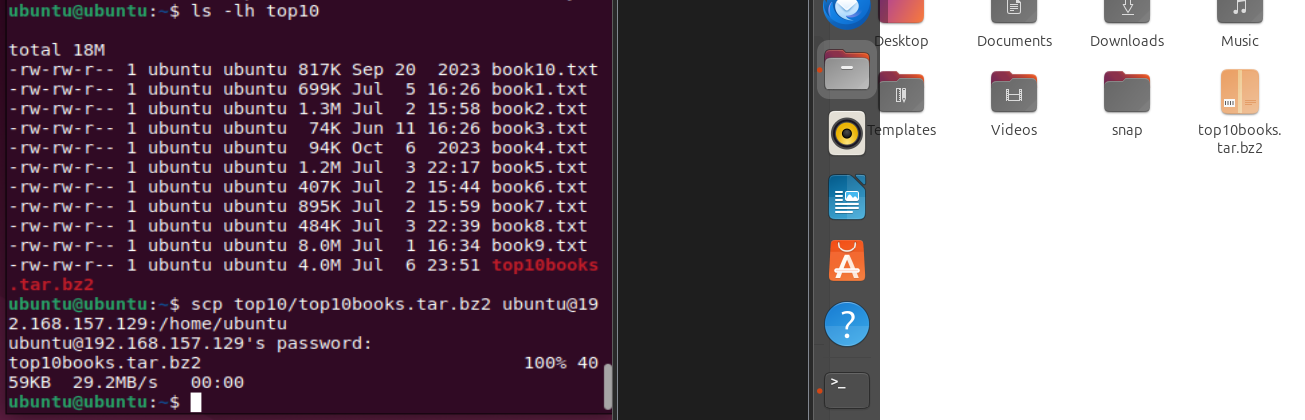 ubuntu@ubuntu:~$ ls -lh top10
total 18M
-rw-rw-r-- 1 ubuntu ubuntu 817K Sep 20  2023 book10.txt
-rw-rw-r-- 1 ubuntu ubuntu 699K Jul  5 16:26 book1.txt
-rw-rw-r-- 1 ubuntu ubuntu 1.3M Jul  2 15:58 book2.txt
-rw-rw-r-- 1 ubuntu ubuntu  74K Jun 11 16:26 book3.txt
-rw-rw-r-- 1 ubuntu ubuntu  94K Oct  6  2023 book4.txt
-rw-rw-r-- 1 ubuntu ubuntu 1.2M Jul  3 22:17 book5.txt
-rw-rw-r-- 1 ubuntu ubuntu 407K Jul  2 15:44 book6.txt
-rw-rw-r-- 1 ubuntu ubuntu 895K Jul  2 15:59 book7.txt
-rw-rw-r-- 1 ubuntu ubuntu 484K Jul  3 22:39 book8.txt
-rw-rw-r-- 1 ubuntu ubuntu 8.0M Jul  1 16:34 book9.txt
-rw-rw-r-- 1 ubuntu ubuntu 4.0M Jul  6 23:51 top10books
.tar.bz2
ubuntu@ubuntu:~$ scp top10/top10books.tar.bz2 ubuntu@19
2.168.157.129:/home/ubuntu
ubuntu@192.168.157.129's password:
top10books.tar.bz2                              100% 40
59KB  29.2MB/s   00:00
ubuntu@ubuntu:~$
Desktop
Documents
Downloads
Music
Templates
Videos
snap
top10books.
tar.bz2